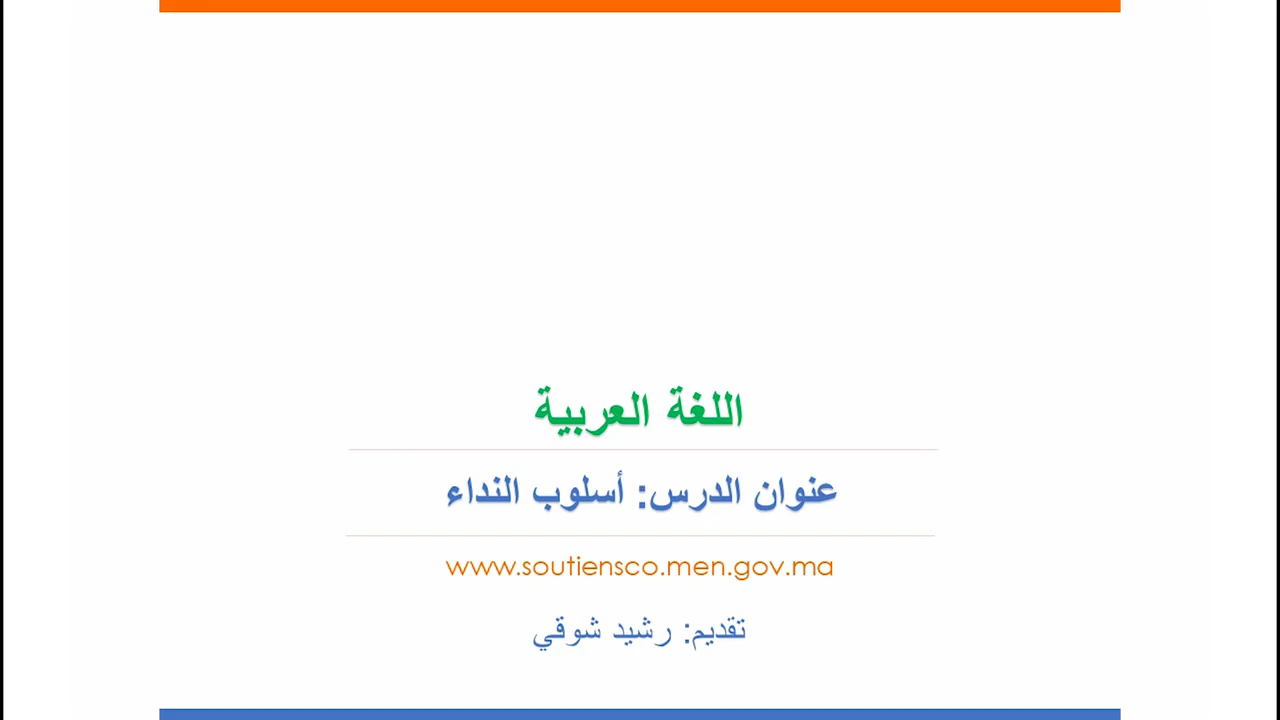 اللغة العربية
عنوان الدرس: أسلوب النداء
www.soutiensco.men.gov.ma
تقديم: رشيد شوقي